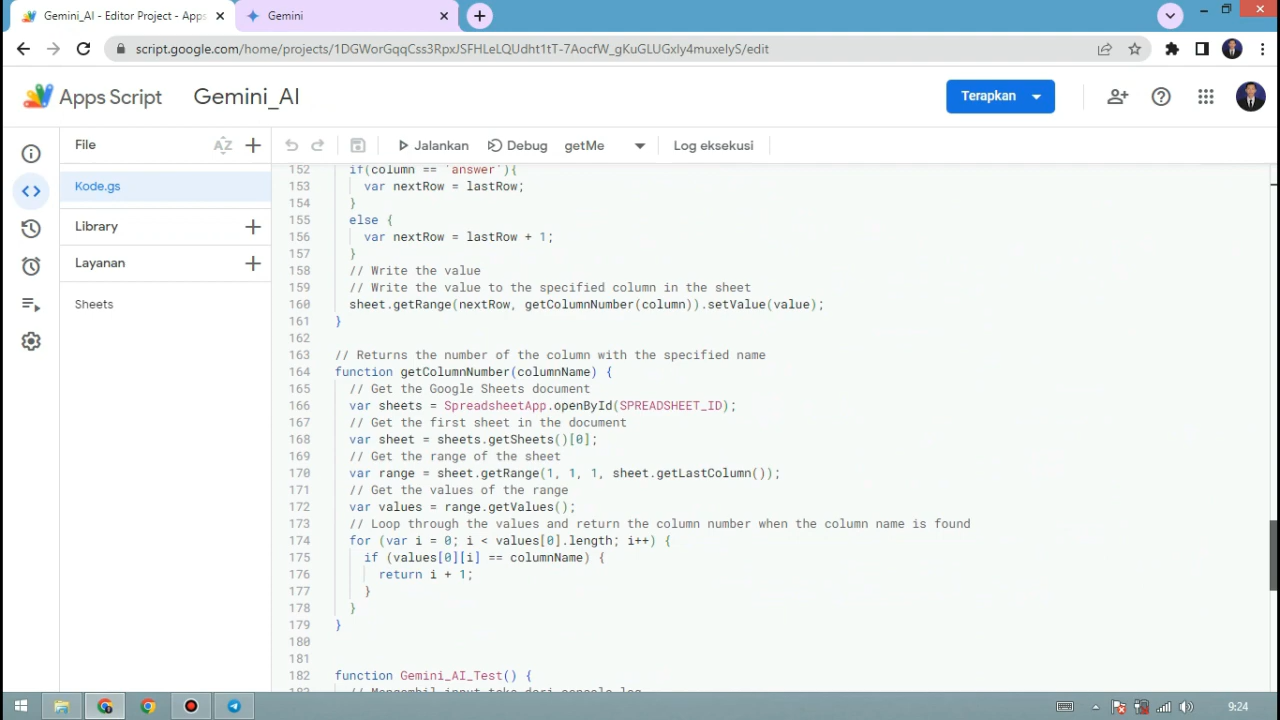 Gemini_AI - Editor Project - Apps
Gemini
script.google.com/home/projects/1DGWorGqqCss3RpxJSFHLeLQUdht1tT-7AocfW_gKuGLUGxly4muxelyS/edit
Apps Script
Gemini_AI
Terapkan
File
AZ
Jalankan
Debug
getMe
Log eksekusi
Kode.gs
Library
Layanan
Sheets
152 if(column == 'answer'){
153 var nextRow = lastRow;
154 }
155 else {
156 var nextRow = lastRow + 1;
157 }
158 // Write the value
159 // Write the value to the specified column in the sheet
160 sheet.getRange(nextRow, getColumnNumber(column)).setValue(value);
161 }
162
163 // Returns the number of the column with the specified name
164 function getColumnNumber(columnName) {
165 // Get the Google Sheets document
166 var sheets = SpreadsheetApp.openById(SPREADSHEET_ID);
167 // Get the first sheet in the document
168 var sheet = sheets.getSheets()[0];
169 // Get the range of the sheet
170 var range = sheet.getRange(1, 1, 1, sheet.getLastColumn());
171 // Get the values of the range
172 var values = range.getValues();
173 // Loop through the values and return the column number when the column name is found
174 for (var i = 0; i < values[0].length; i++) {
175 if (values[0][i] == columnName) {
176 return i + 1;
177 }
178 }
179 }
180
181
182 function Gemini_AI_Test() {
9:24